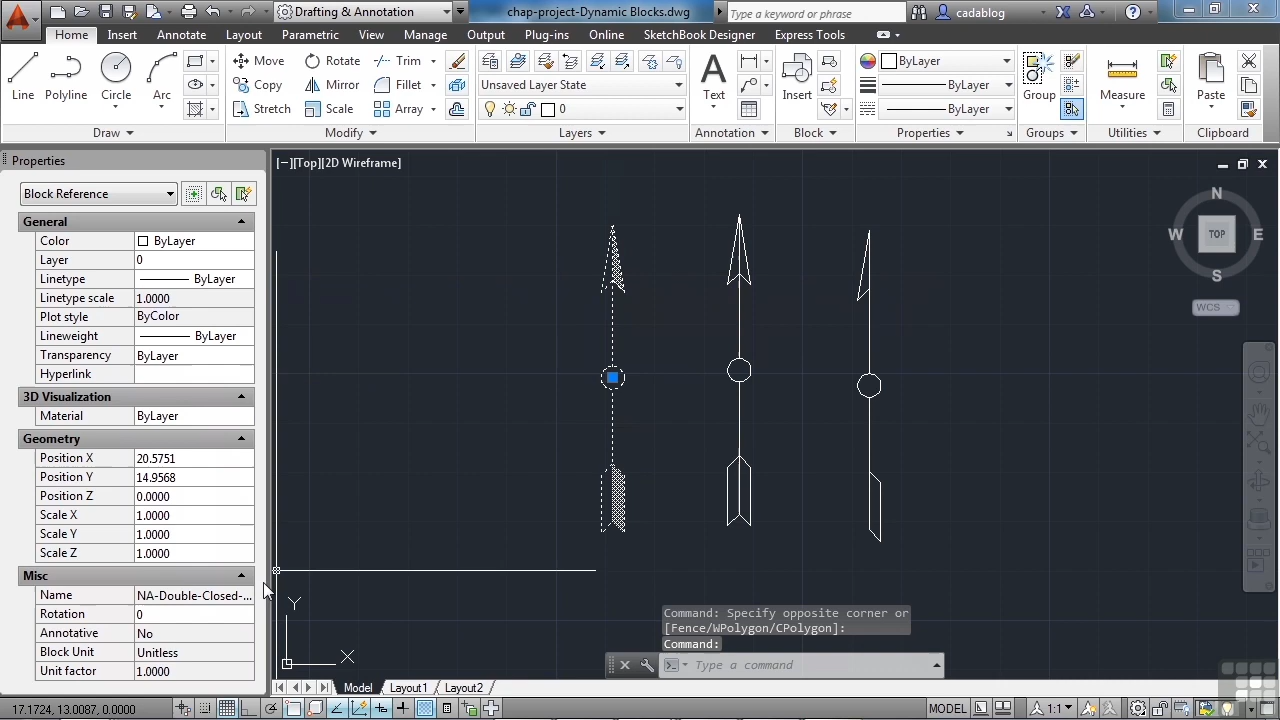 Drafting & Annotation
chap-project-Dynamic Blocks.dwg
Type a keyword or phrase
cadablog
Home Insert Annotate Layout Parametric View Manage Output Plug-ins Online SketchBook Designer Express Tools
Line Polyline Circle Arc
Move Rotate Trim
Copy Mirror Fillet
Stretch Scale Array
Unsaved Layer State
0
Text
Insert
ByLayer
ByLayer
ByLayer
Group
Measure
Paste
Draw Modify Layers Annotation Block Properties Groups Utilities Clipboard
Properties
Block Reference
General
Color ByLayer
Layer 0
Linetype ByLayer
Linetype scale 1.0000
Plot style ByColor
Lineweight ByLayer
Transparency ByLayer
Hyperlink
3D Visualization
Material ByLayer
Geometry
Position X 20.5751
Position Y 14.9568
Position Z 0.0000
Scale X 1.0000
Scale Y 1.0000
Scale Z 1.0000
Misc
Name NA-Double-Closed-...
Rotation 0
Annotative No
Block Unit Unitless
Unit factor 1.0000
[−][Top][2D Wireframe]
N
W TOP E
S
WCS
Y
X
Command: Specify opposite corner or
[Fence/WPolygon/CPolygon]:
Command:
Type a command
Model Layout1 Layout2
17.1724, 13.0087, 0.0000
MODEL
1:1